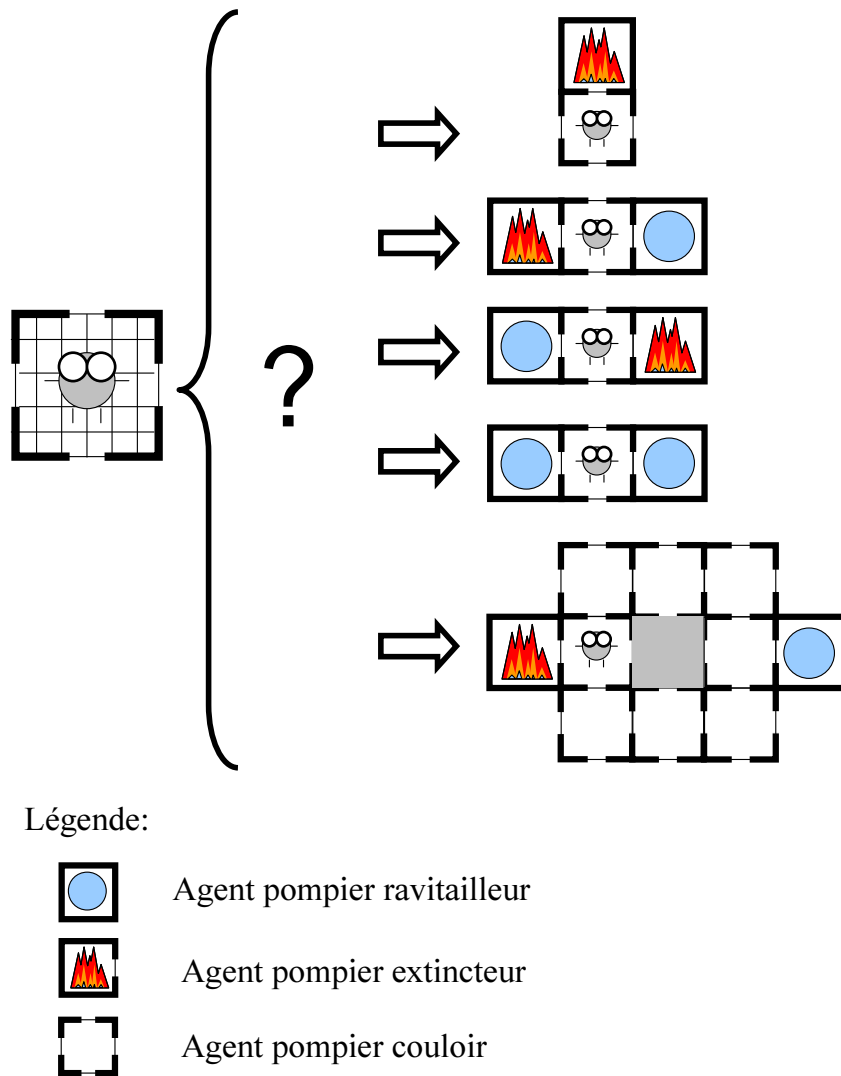 ?
Légende:
Agent pompier ravitailleur
Agent pompier extincteur
Agent pompier couloir